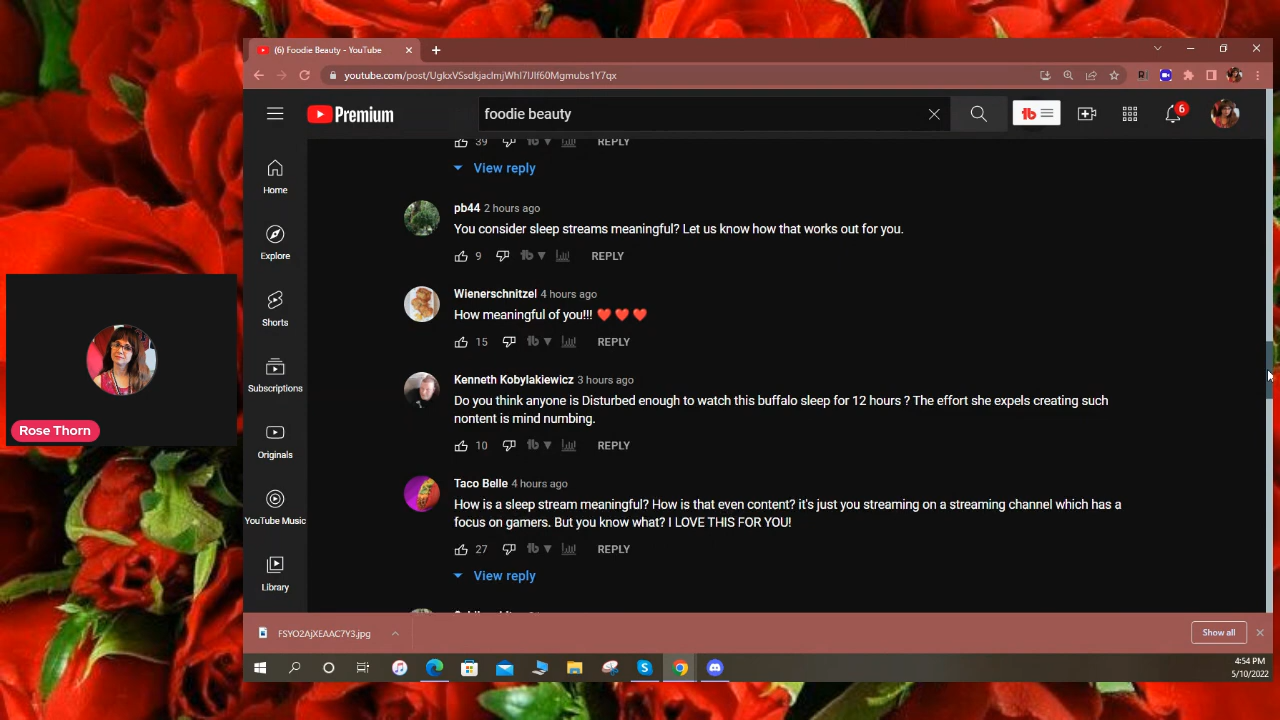 (6) Foodie Beauty - YouTube
Premium
foodie beauty
6
Home
Explore
Shorts
Subscriptions
Originals
YouTube Music
Library
39 REPLY
View reply
pb44 2 hours ago
You consider sleep streams meaningful? Let us know how that works out for you.
9 REPLY
Wienerschnitzel 4 hours ago
How meaningful of you!!! ❤️ ❤️ ❤️
15 REPLY
Kenneth Kobylakiewicz 3 hours ago
Do you think anyone is Disturbed enough to watch this buffalo sleep for 12 hours ? The effort she expels creating such
nontent is mind numbing.
10 REPLY
Taco Belle 4 hours ago
How is a sleep stream meaningful? How is that even content? it's just you streaming on a streaming channel which has a
focus on gamers. But you know what? I LOVE THIS FOR YOU!
27 REPLY
View reply
Rose Thorn
FSYO2AjXEAAC7Y3.jpg
Show all
4:54 PM
5/10/2022